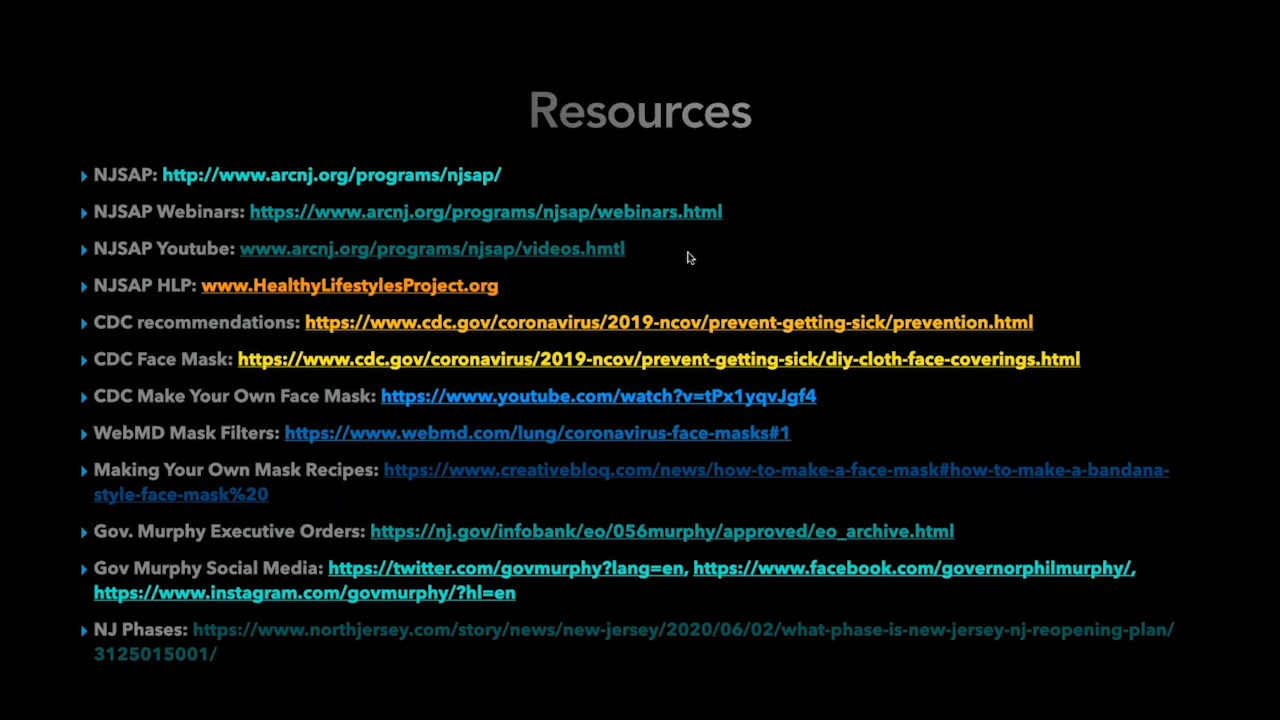 Resources
NJSAP: http://www.arcnj.org/programs/njsap/
NJSAP Webinars: https://www.arcnj.org/programs/njsap/webinars.html
NJSAP Youtube: www.arcnj.org/programs/njsap/videos.hmtl
NJSAP HLP: www.HealthyLifestylesProject.org
CDC recommendations: https://www.cdc.gov/coronavirus/2019-ncov/prevent-getting-sick/prevention.html
CDC Face Mask: https://www.cdc.gov/coronavirus/2019-ncov/prevent-getting-sick/diy-cloth-face-coverings.html
CDC Make Your Own Face Mask: https://www.youtube.com/watch?v=tPx1yqvJgf4
WebMD Mask Filters: https://www.webmd.com/lung/coronavirus-face-masks#1
Making Your Own Mask Recipes: https://www.creativebloq.com/news/how-to-make-a-face-mask#how-to-make-a-bandana-
style-face-mask%20
Gov. Murphy Executive Orders: https://nj.gov/infobank/eo/056murphy/approved/eo_archive.html
Gov Murphy Social Media: https://twitter.com/govmurphy?lang=en, https://www.facebook.com/governorphilmurphy/,
https://www.instagram.com/govmurphy/?hl=en
NJ Phases: https://www.northjersey.com/story/news/new-jersey/2020/06/02/what-phase-is-new-jersey-nj-reopening-plan/
3125015001/